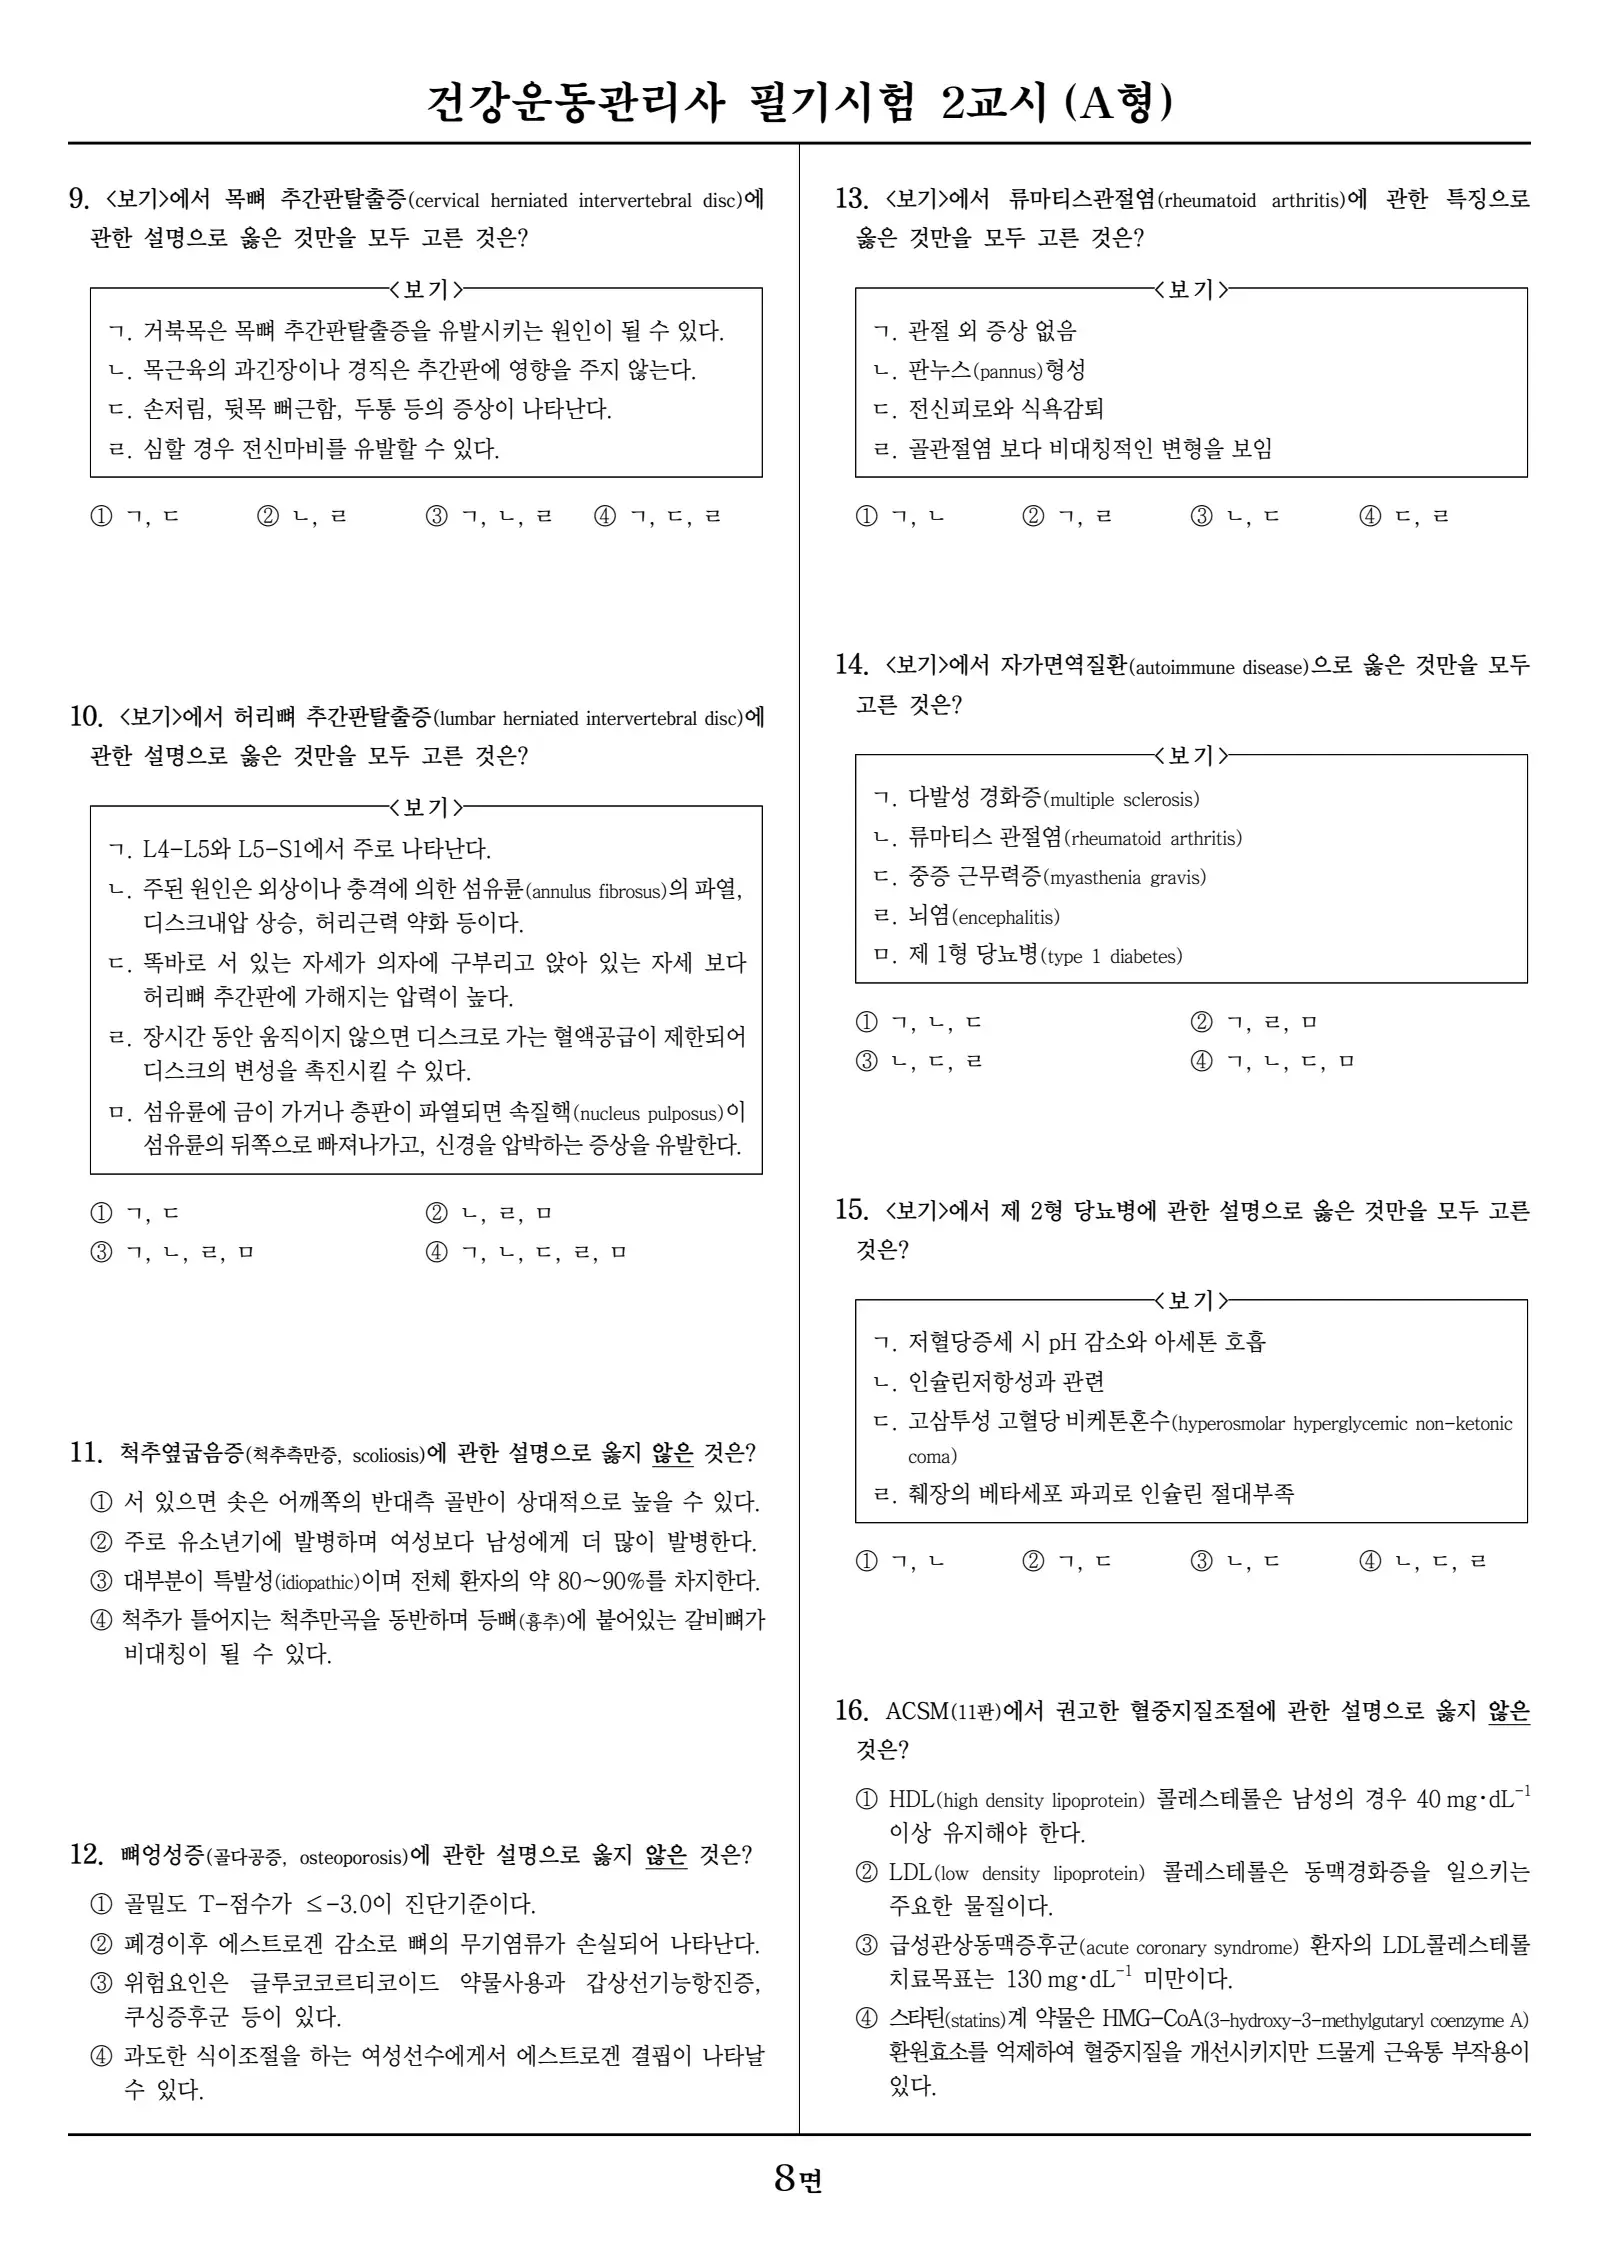 건강운동관리사 필기시험 2교시 (A형)
9. <보기>에서 목뼈 추간판탈출증(cervical herniated intervertebral disc)에
관한 설명으로 옳은 것만을 모두 고른 것은?
<보기>
ㄱ. 거북목은 목뼈 추간판탈출증을 유발시키는 원인이 될 수 있다.
ㄴ. 목근육의 과긴장이나 경직은 추간판에 영향을 주지 않는다.
ㄷ. 손저림, 뒷목 뻐근함, 두통 등의 증상이 나타난다.
ㄹ. 심할 경우 전신마비를 유발할 수 있다.
① ㄱ, ㄷ ② ㄴ, ㄹ ③ ㄱ, ㄴ, ㄹ ④ ㄱ, ㄷ, ㄹ
10. <보기>에서 허리뼈 추간판탈출증(lumbar herniated intervertebral disc)에
관한 설명으로 옳은 것만을 모두 고른 것은?
<보기>
ㄱ. L4-L5와 L5-S1에서 주로 나타난다.
ㄴ. 주된 원인은 외상이나 충격에 의한 섬유륜(annulus fibrosus)의 파열,
디스크내압 상승, 허리근력 약화 등이다.
ㄷ. 똑바로 서 있는 자세가 의자에 구부리고 앉아 있는 자세 보다
허리뼈 추간판에 가해지는 압력이 높다.
ㄹ. 장시간 동안 움직이지 않으면 디스크로 가는 혈액공급이 제한되어
디스크의 변성을 촉진시킬 수 있다.
ㅁ. 섬유륜에 금이 가거나 층판이 파열되면 속질핵(nucleus pulposus)이
섬유륜의 뒤쪽으로 빠져나가고, 신경을 압박하는 증상을 유발한다.
① ㄱ, ㄷ ② ㄴ, ㄹ, ㅁ
③ ㄱ, ㄴ, ㄹ, ㅁ ④ ㄱ, ㄴ, ㄷ, ㄹ, ㅁ
11. 척추옆굽음증(척추측만증, scoliosis)에 관한 설명으로 옳지 않은 것은?
① 서 있으면 솟은 어깨쪽의 반대측 골반이 상대적으로 높을 수 있다.
② 주로 유소년기에 발병하며 여성보다 남성에게 더 많이 발병한다.
③ 대부분이 특발성(idiopathic)이며 전체 환자의 약 80~90%를 차지한다.
④ 척추가 틀어지는 척추만곡을 동반하며 등뼈(흉추)에 붙어있는 갈비뼈가
비대칭이 될 수 있다.
12. 뼈엉성증(골다공증, osteoporosis)에 관한 설명으로 옳지 않은 것은?
① 골밀도 T-점수가 ≤-3.0이 진단기준이다.
② 폐경이후 에스트로겐 감소로 뼈의 무기염류가 손실되어 나타난다.
③ 위험요인은 글루코코르티코이드 약물사용과 갑상선기능항진증,
쿠싱증후군 등이 있다.
④ 과도한 식이조절을 하는 여성선수에게서 에스트로겐 결핍이 나타날
수 있다.
13. <보기>에서 류마티스관절염(rheumatoid arthritis)에 관한 특징으로
옳은 것만을 모두 고른 것은?
<보기>
ㄱ. 관절 외 증상 없음
ㄴ. 판누스(pannus)형성
ㄷ. 전신피로와 식욕감퇴
ㄹ. 골관절염 보다 비대칭적인 변형을 보임
① ㄱ, ㄴ ② ㄱ, ㄹ ③ ㄴ, ㄷ ④ ㄷ, ㄹ
14. <보기>에서 자가면역질환(autoimmune disease)으로 옳은 것만을 모두
고른 것은?
<보기>
ㄱ. 다발성 경화증(multiple sclerosis)
ㄴ. 류마티스 관절염(rheumatoid arthritis)
ㄷ. 중증 근무력증(myasthenia gravis)
ㄹ. 뇌염(encephalitis)
ㅁ. 제 1형 당뇨병(type 1 diabetes)
① ㄱ, ㄴ, ㄷ ② ㄱ, ㄹ, ㅁ
③ ㄴ, ㄷ, ㄹ ④ ㄱ, ㄴ, ㄷ, ㅁ
15. <보기>에서 제 2형 당뇨병에 관한 설명으로 옳은 것만을 모두 고른
것은?
<보기>
ㄱ. 저혈당증세 시 pH 감소와 아세톤 호흡
ㄴ. 인슐린저항성과 관련
ㄷ. 고삼투성 고혈당 비케톤혼수(hyperosmolar hyperglycemic non-ketonic
coma)
ㄹ. 췌장의 베타세포 파괴로 인슐린 절대부족
① ㄱ, ㄴ ② ㄱ, ㄷ ③ ㄴ, ㄷ ④ ㄴ, ㄷ, ㄹ
16. ACSM(11판)에서 권고한 혈중지질조절에 관한 설명으로 옳지 않은
것은?
① HDL(high density lipoprotein) 콜레스테롤은 남성의 경우 40 mg·dL⁻¹
이상 유지해야 한다.
② LDL(low density lipoprotein) 콜레스테롤은 동맥경화증을 일으키는
주요한 물질이다.
③ 급성관상동맥증후군(acute coronary syndrome) 환자의 LDL콜레스테롤
치료목표는 130 mg·dL⁻¹ 미만이다.
④ 스타틴(statins)계 약물은 HMG-CoA(3-hydroxy-3-methylgutaryl coenzyme A)
환원효소를 억제하여 혈중지질을 개선시키지만 드물게 근육통 부작용이
있다.
8면